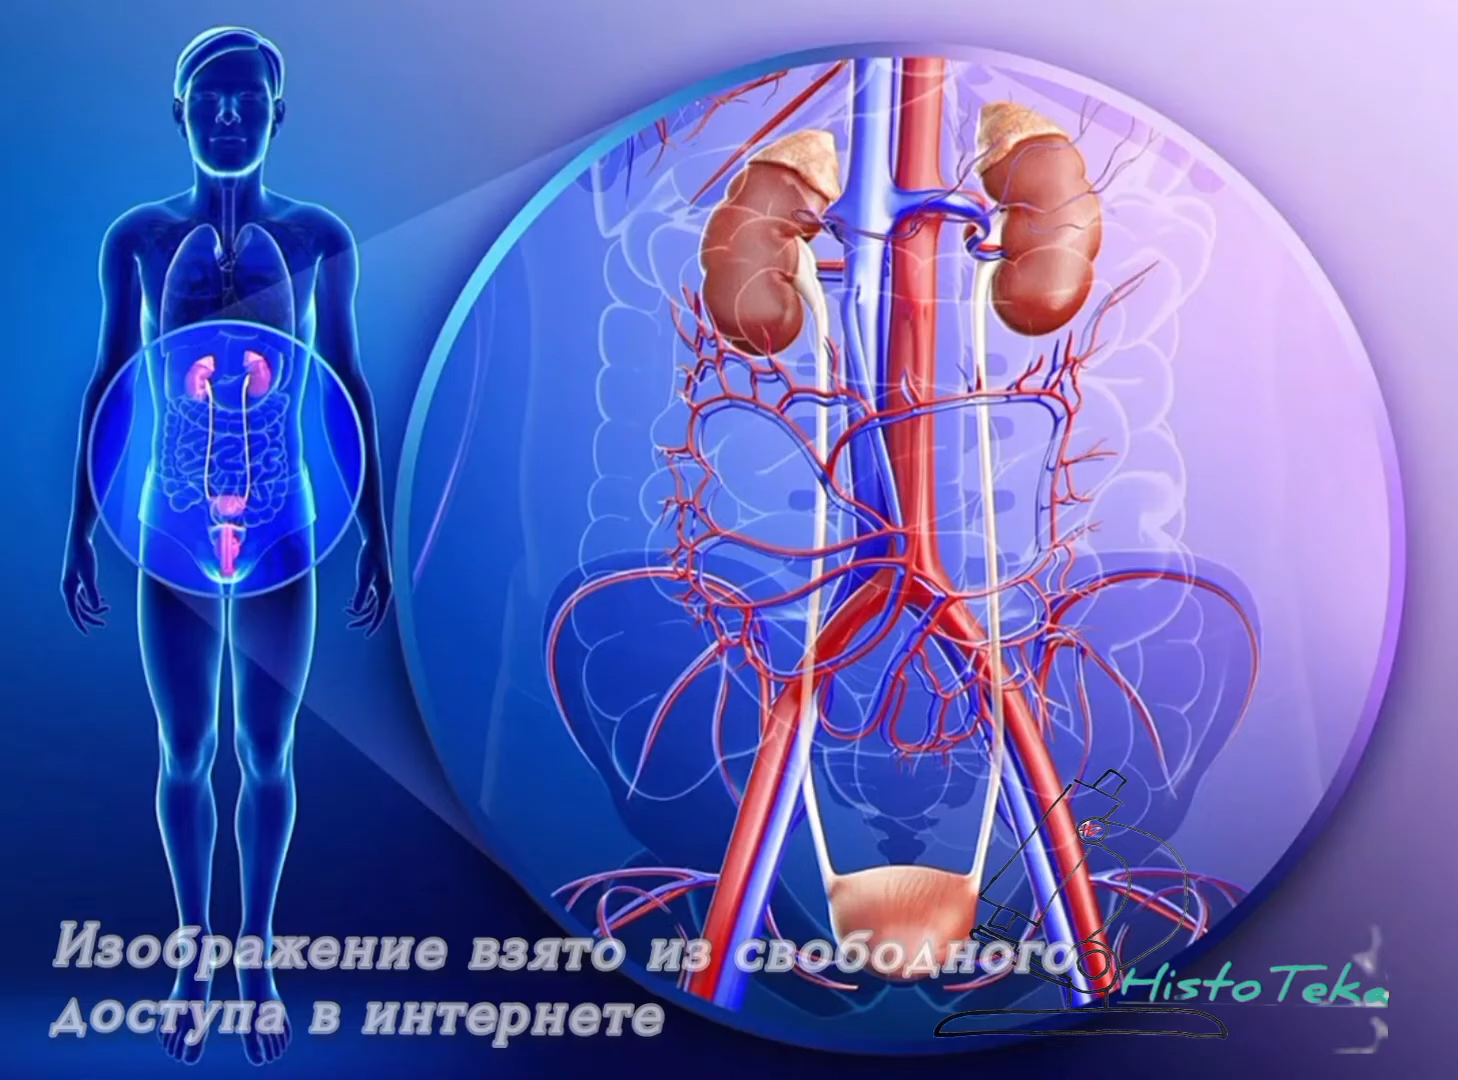 Изображение взято из свободного
доступа в интернете
HistoTeka